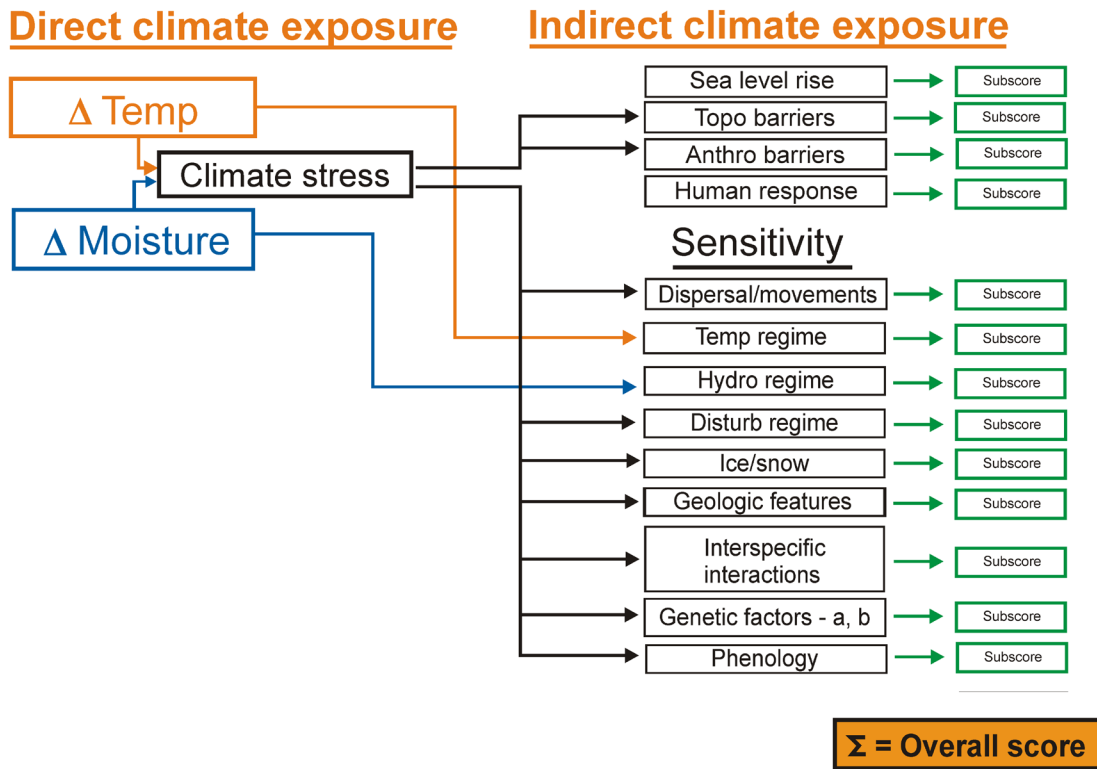 Direct climate exposure
Indirect climate exposure
Δ Temp
Climate stress
Δ Moisture
Sea level rise
Subscore
Topo barriers
Subscore
Anthro barriers
Subscore
Human response
Subscore
Sensitivity
Dispersal/movements
Subscore
Temp regime
Subscore
Hydro regime
Subscore
Disturb regime
Subscore
Ice/snow
Subscore
Geologic features
Subscore
Interspecific
interactions
Subscore
Genetic factors - a, b
Subscore
Phenology
Subscore
Σ = Overall score